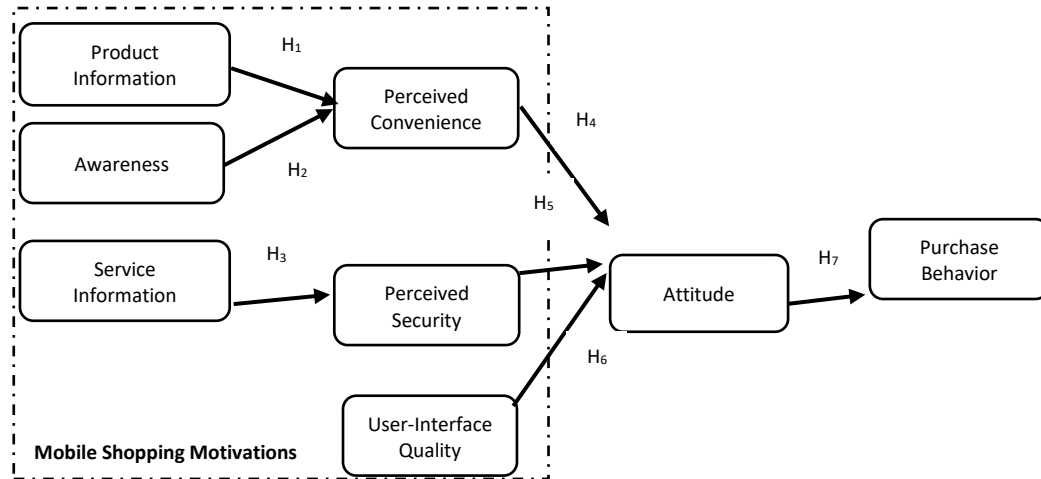 Product
Information
H₁
Perceived
Convenience
H₄
Awareness
H₂
H₅
Service
Information
H₃
Perceived
Security
Attitude
H₇
Purchase
Behavior
H₆
User-Interface
Quality
Mobile Shopping Motivations